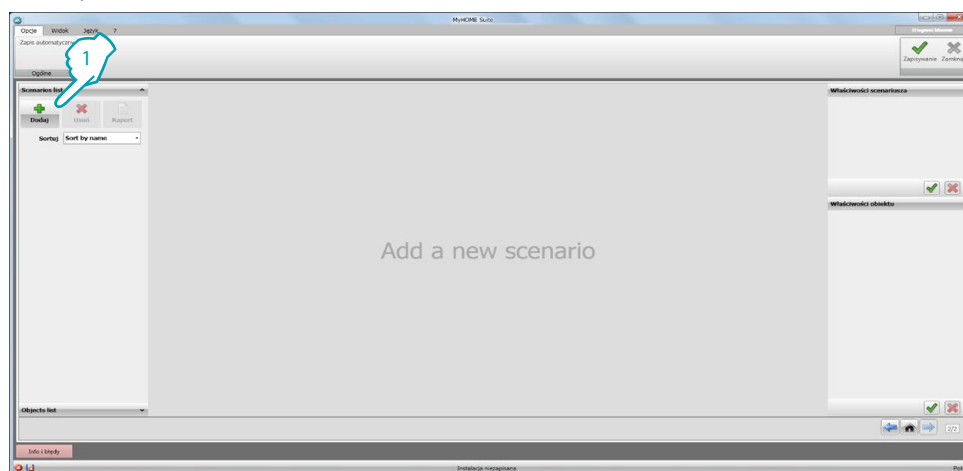 MyHOME Suite
Opcje Widok Język ?
Zapis automatyczny
Ogólne
Zapisywanie Zamknij
1
Scenarios list
Dodaj Usuń Raport
Sortuj Sort by name
Właściwości scenariusza
Add a new scenario
Właściwości obiektu
Objects list
2/2
Info i błędy
Instalacja niezapisana